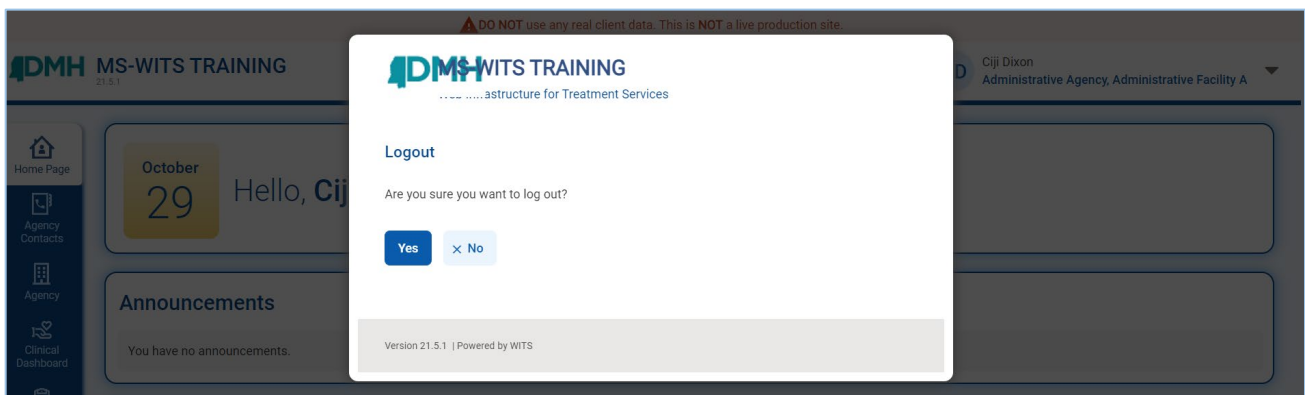 DO NOT use any real client data. This is NOT a live production site.
DMH MS-WITS TRAINING
21.5.1
D
Ciji Dixon
Administrative Agency, Administrative Facility A
Home Page
Agency
Contacts
Agency
Clinical
Dashboard
October
29
Hello, Cij
Announcements
You have no announcements.
DMH MS-WITS TRAINING
astructure for Treatment Services
Logout
Are you sure you want to log out?
Yes
× No
Version 21.5.1 | Powered by WITS